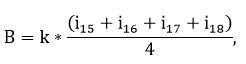 B = k * (i₁₅ + i₁₆ + i₁₇ + i₁₈) / 4,